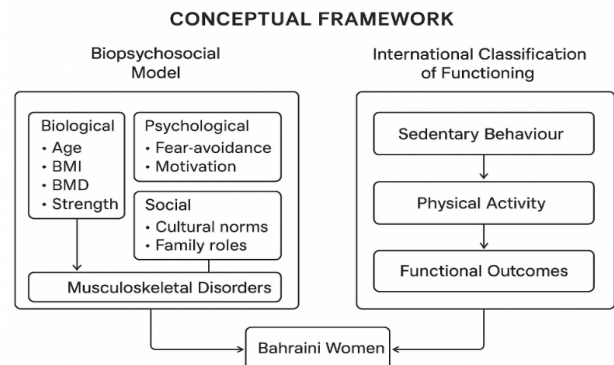 CONCEPTUAL FRAMEWORK
Biopsychosocial
Model
Biological
• Age
• BMI
• BMD
• Strength
Psychological
• Fear-avoidance
• Motivation
Social
• Cultural norms
• Family roles
Musculoskeletal Disorders
International Classification
of Functioning
Sedentary Behaviour
Physical Activity
Functional Outcomes
Bahraini Women